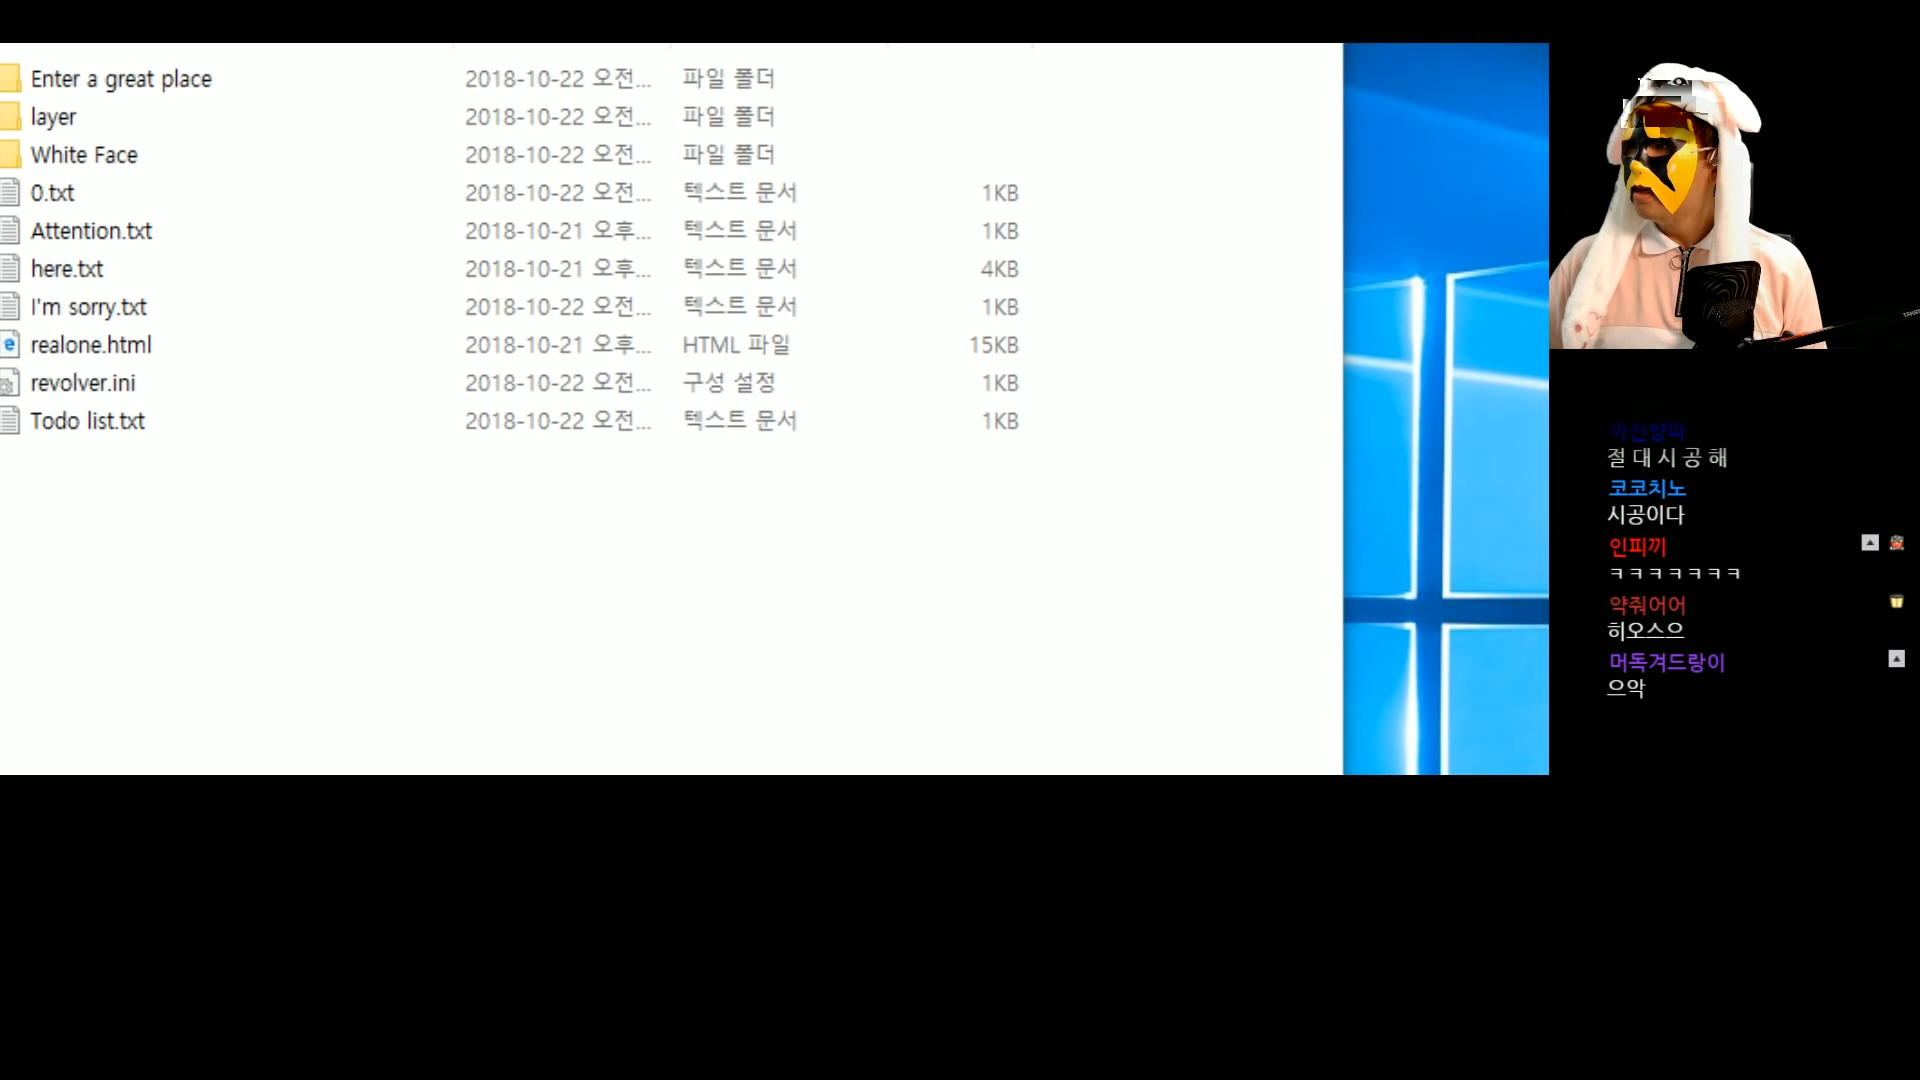 Enter a great place 2018-10-22 오전... 파일 폴더
layer 2018-10-22 오전... 파일 폴더
White Face 2018-10-22 오전... 파일 폴더
0.txt 2018-10-22 오전... 텍스트 문서 1KB
Attention.txt 2018-10-21 오후... 텍스트 문서 1KB
here.txt 2018-10-21 오후... 텍스트 문서 4KB
I'm sorry.txt 2018-10-22 오전... 텍스트 문서 1KB
realone.html 2018-10-21 오후... HTML 파일 15KB
revolver.ini 2018-10-22 오전... 구성 설정 1KB
Todo list.txt 2018-10-22 오전... 텍스트 문서 1KB
까진양파
절 대 시 공 해
코코치노
시공이다
인피끼
ㅋㅋㅋㅋㅋㅋㅋ
약줘어어
히오스으
머독겨드랑이
으악